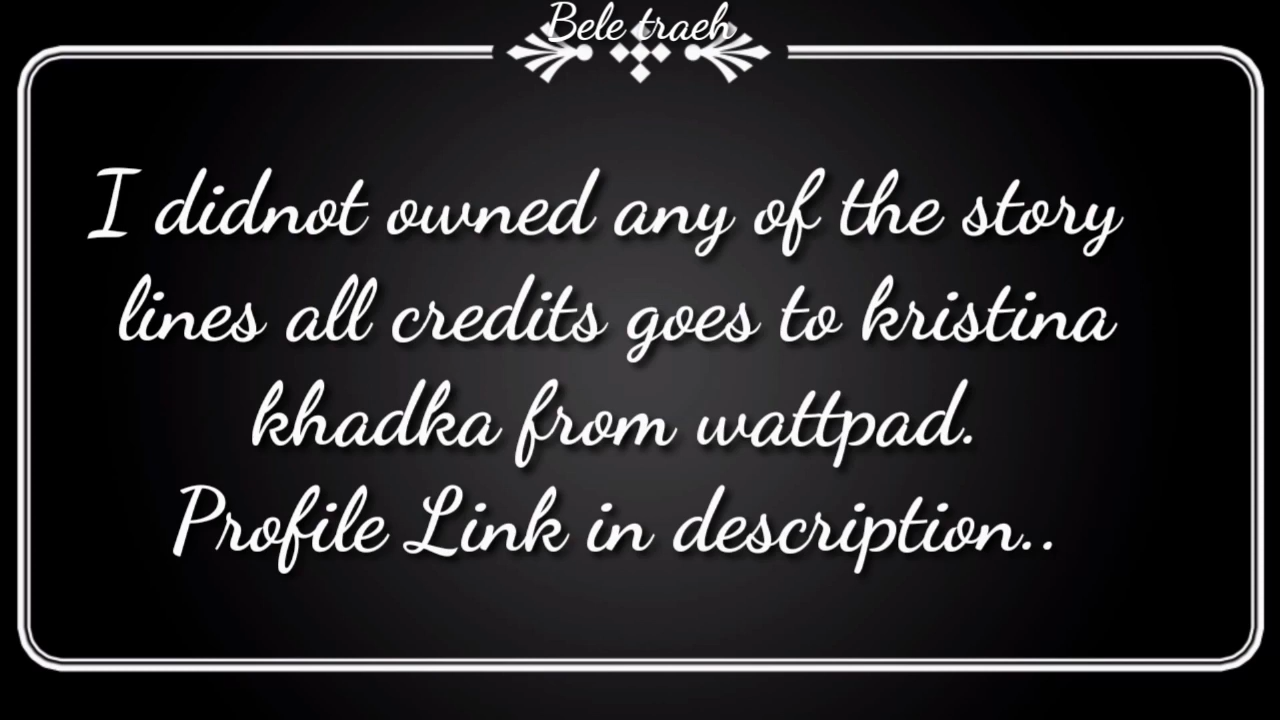 Bele traeh
I didnot owned any of the story
lines all credits goes to kristina
khadka from wattpad.
Profile Link in description..